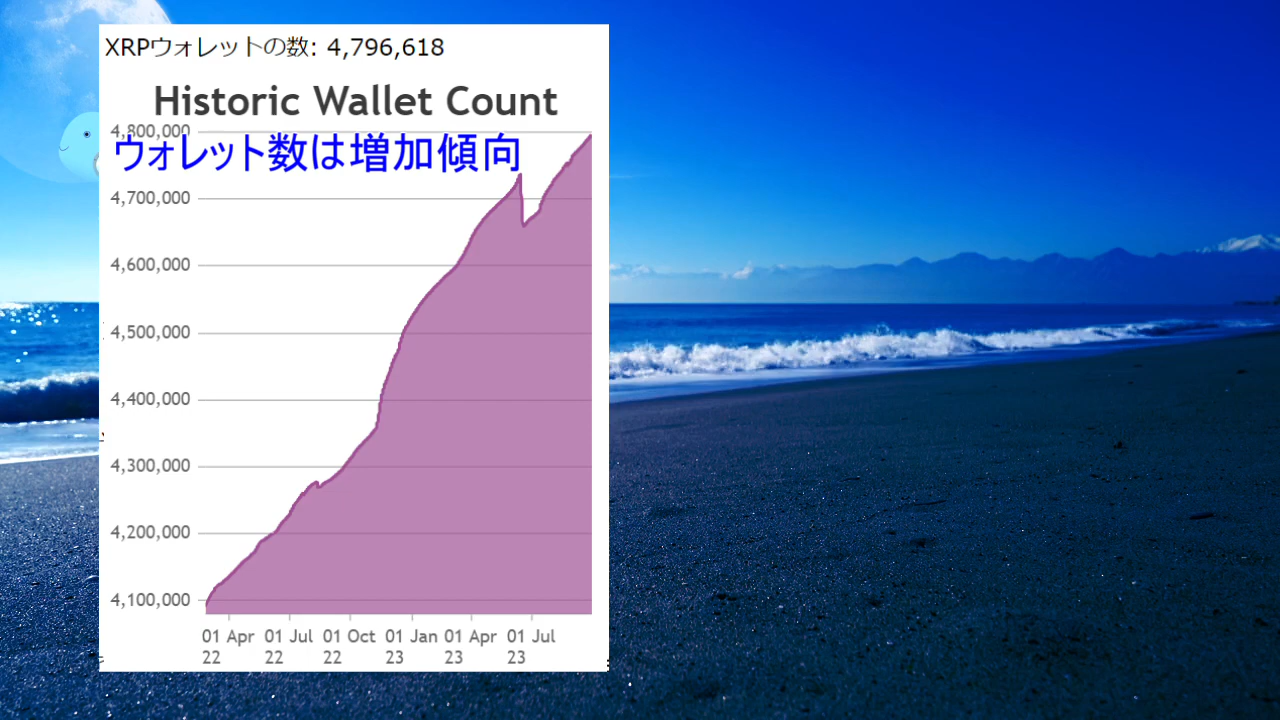 XRPウォレットの数: 4,796,618
Historic Wallet Count
4,800,000
ウォレット数は増加傾向
4,700,000
4,600,000
4,500,000
4,400,000
4,300,000
4,200,000
4,100,000
01 Apr 01 Jul 01 Oct 01 Jan 01 Apr 01 Jul
22 22 22 23 23 23